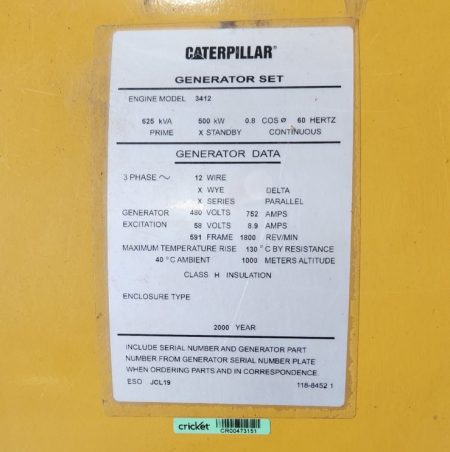 CATERPILLAR®
GENERATOR SET
ENGINE MODEL 3412
625 kVA 500 kW 0.8 COS ø 60 HERTZ
PRIME X STANDBY CONTINUOUS
GENERATOR DATA
3 PHASE ~ 12 WIRE
X WYE DELTA
X SERIES PARALLEL
GENERATOR 480 VOLTS 752 AMPS
EXCITATION 58 VOLTS 8.9 AMPS
591 FRAME 1800 REV/MIN
MAXIMUM TEMPERATURE RISE 130 ° C BY RESISTANCE
40 °C AMBIENT 1000 METERS ALTITUDE
CLASS H INSULATION
ENCLOSURE TYPE
2000 YEAR
INCLUDE SERIAL NUMBER AND GENERATOR PART
NUMBER FROM GENERATOR SERIAL NUMBER PLATE
WHEN ORDERING PARTS AND IN CORRESPONDENCE.
ESO JCL19 118-8452 1
cricket CR00473151